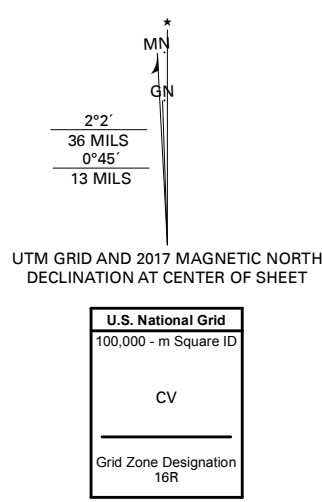 MN
GN
2°2´
36 MILS
0°45´
13 MILS
UTM GRID AND 2017 MAGNETIC NORTH
DECLINATION AT CENTER OF SHEET
U.S. National Grid
100,000 - m Square ID
CV
Grid Zone Designation
16R